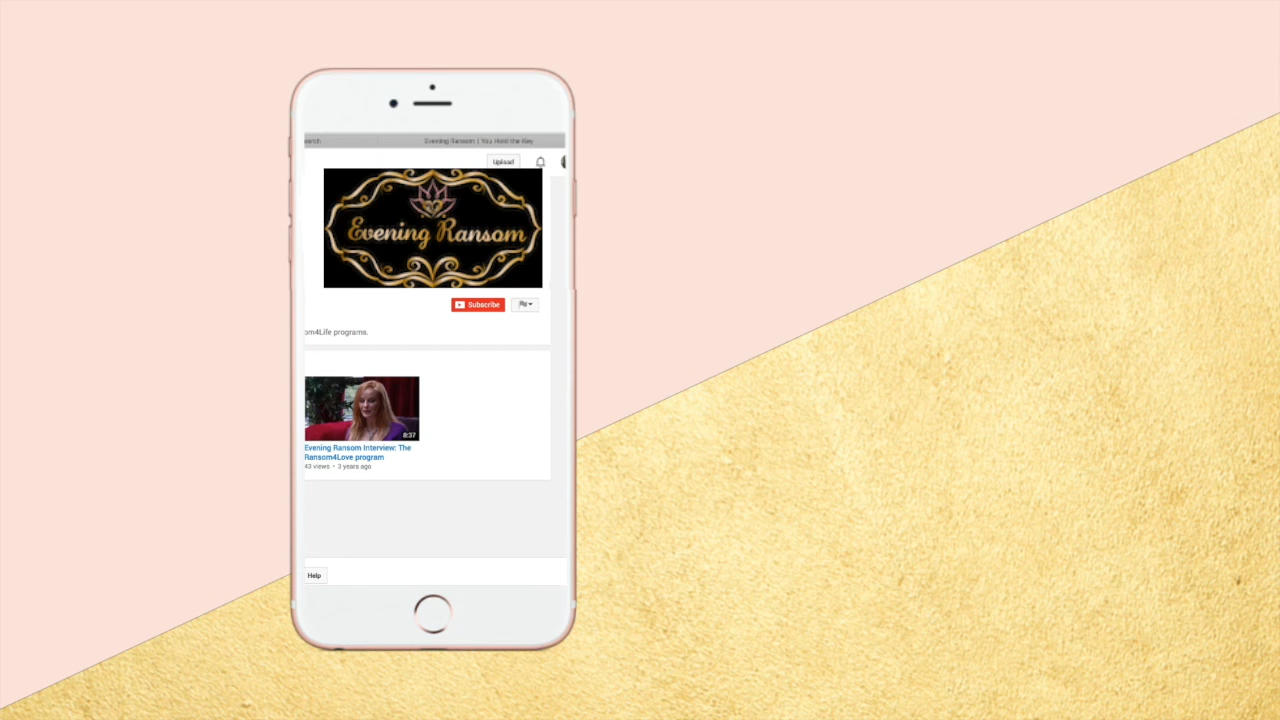 earch
Evening Ransom | You Hold the Key
Upload
Evening Ransom
Subscribe
om4Life programs.
8:37
Evening Ransom Interview: The
Ransom4Love program
43 views • 3 years ago
Help